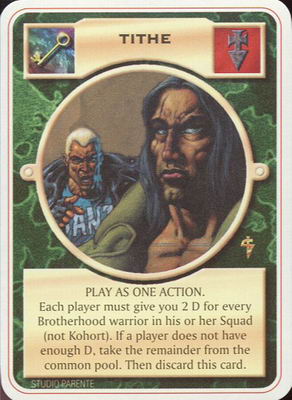 TITHE
ANT
PLAY AS ONE ACTION.
Each player must give you 2 D for every
Brotherhood warrior in his or her Squad
(not Kohort). If a player does not have
enough D, take the remainder from the
common pool. Then discard this card.
STUDIO PARENTE